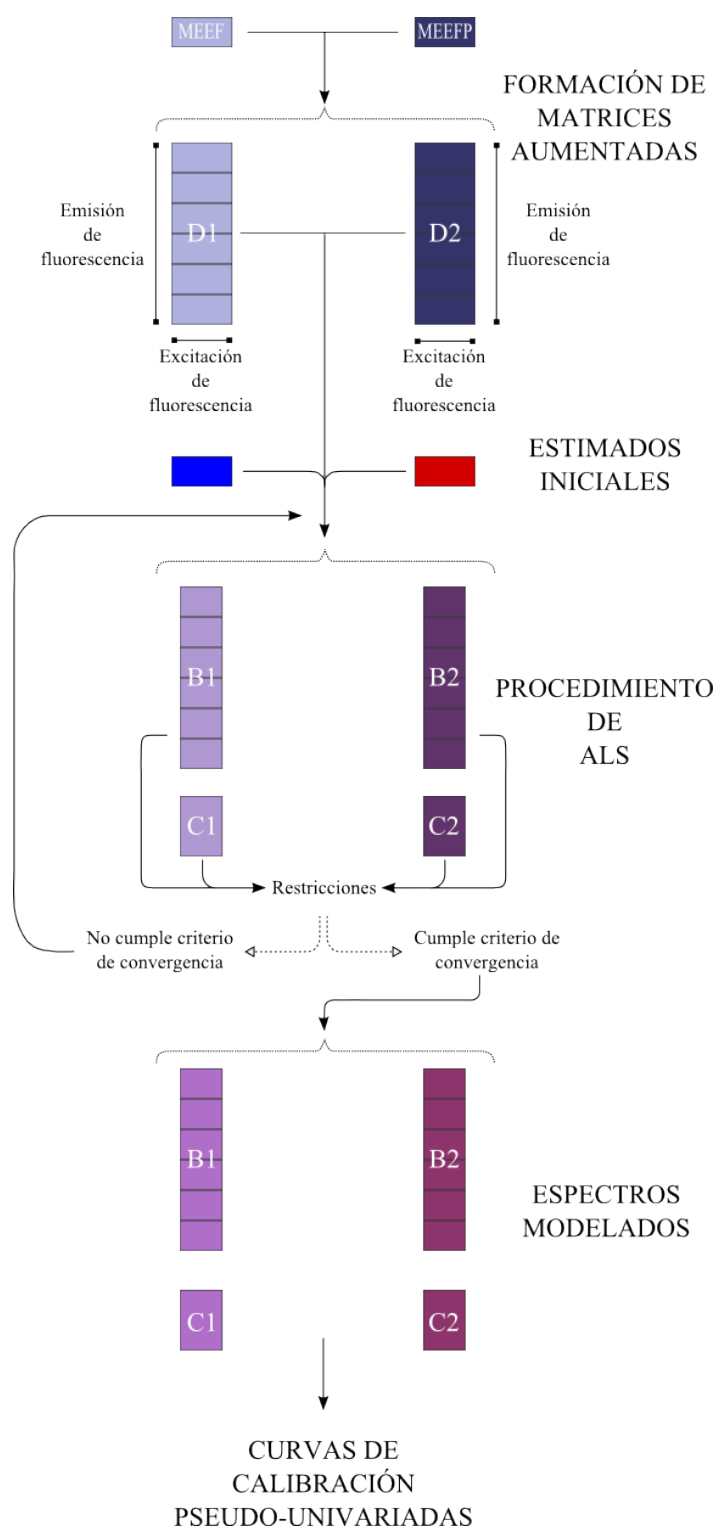 MEEF
MEEFP
FORMACIÓN DE
MATRICES
AUMENTADAS
Emisión
de
fluorescencia
D1
D2
Emisión
de
fluorescencia
Excitación
de
fluorescencia
Excitación
de
fluorescencia
ESTIMADOS
INICIALES
B1
B2
PROCEDIMIENTO
DE
ALS
C1
C2
Restricciones
No cumple criterio
de convergencia
Cumple criterio de
convergencia
B1
B2
ESPECTROS
MODELADOS
C1
C2
CURVAS DE
CALIBRACIÓN
PSEUDO-UNIVARIADAS